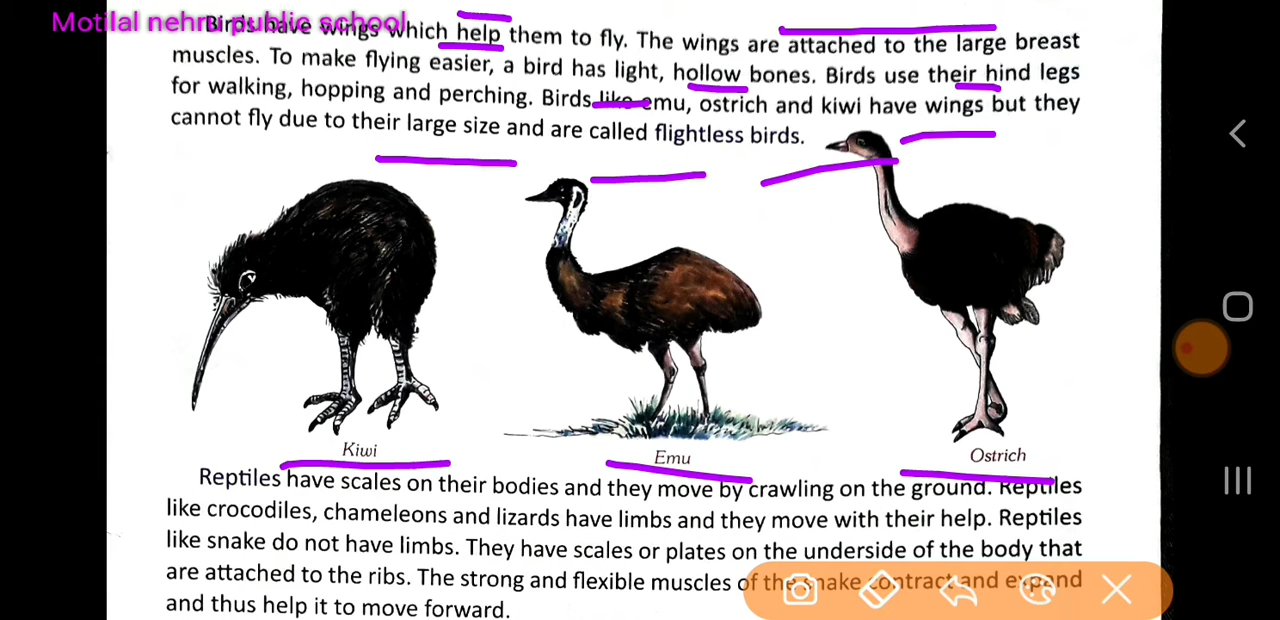 Motilal nehru public school
Birds have wings which help them to fly. The wings are attached to the large breast
muscles. To make flying easier, a bird has light, hollow bones. Birds use their hind legs
for walking, hopping and perching. Birds like emu, ostrich and kiwi have wings but they
cannot fly due to their large size and are called flightless birds.
Kiwi
Emu
Ostrich
Reptiles have scales on their bodies and they move by crawling on the ground. Reptiles
like crocodiles, chameleons and lizards have limbs and they move with their help. Reptiles
like snake do not have limbs. They have scales or plates on the underside of the body that
are attached to the ribs. The strong and flexible muscles of the snake contract and expand
and thus help it to move forward.